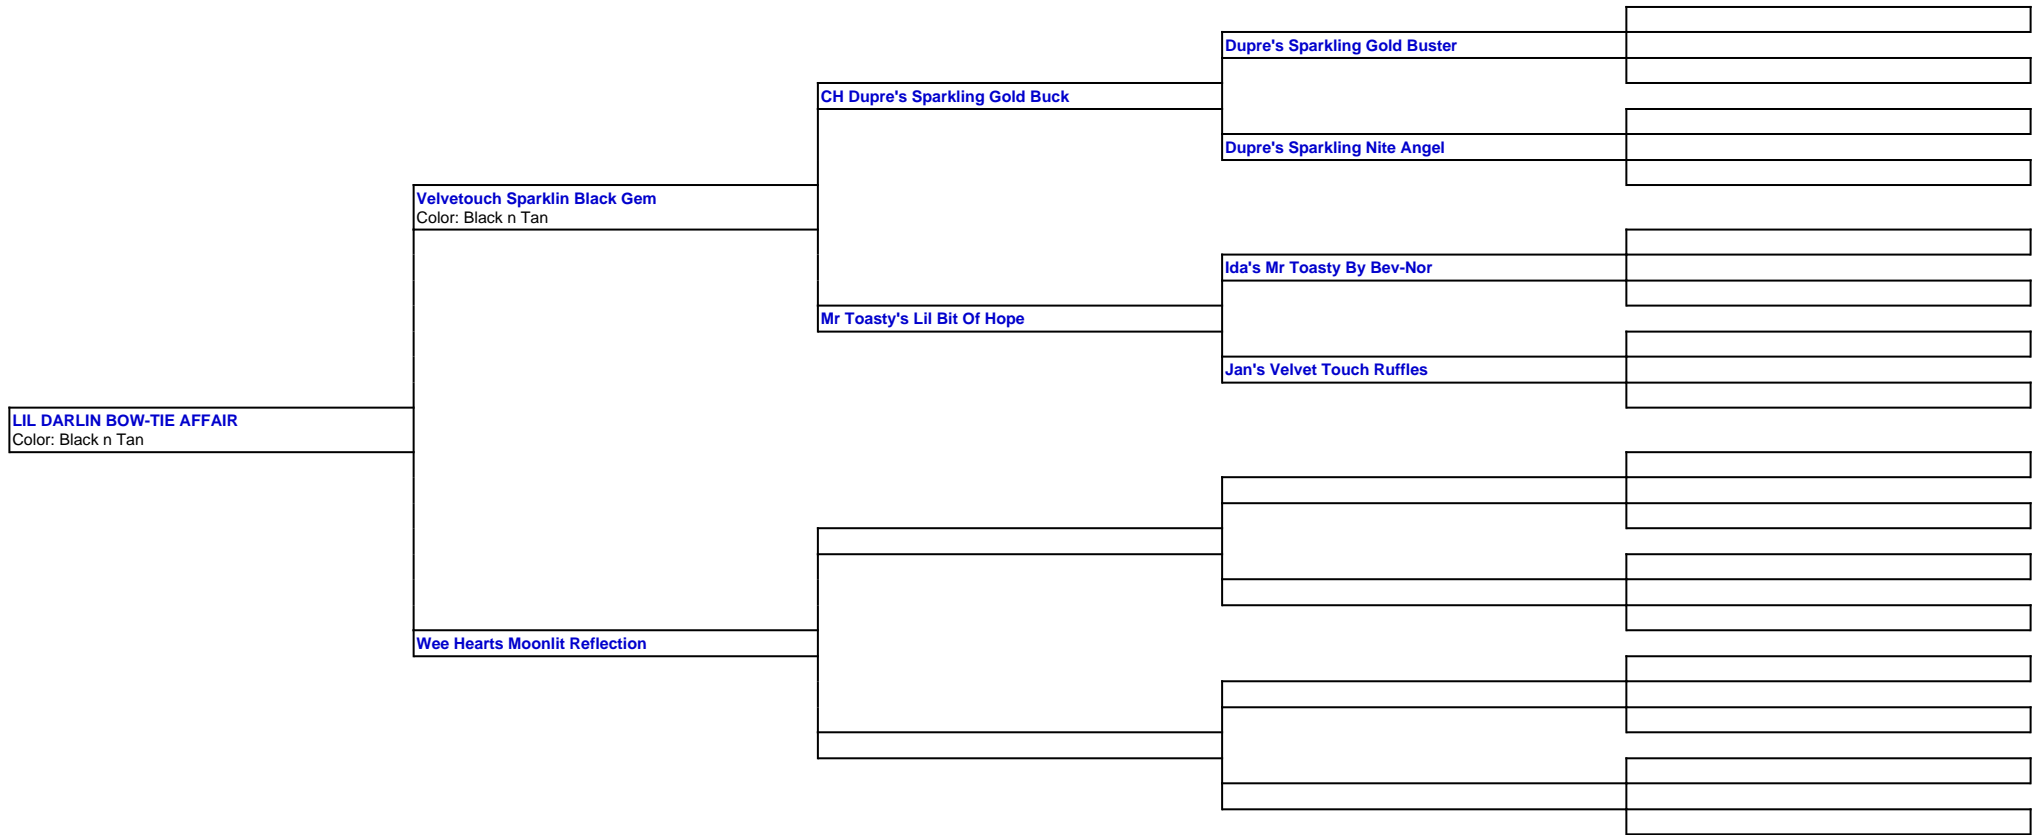 Dupre's Sparkling Gold Buster
CH Dupre's Sparkling Gold Buck
Dupre's Sparkling Nite Angel
Velvetouch Sparklin Black Gem
Color: Black n Tan
Ida's Mr Toasty By Bev-Nor
Mr Toasty's Lil Bit Of Hope
Jan's Velvet Touch Ruffles
LIL DARLIN BOW-TIE AFFAIR
Color: Black n Tan
Wee Hearts Moonlit Reflection